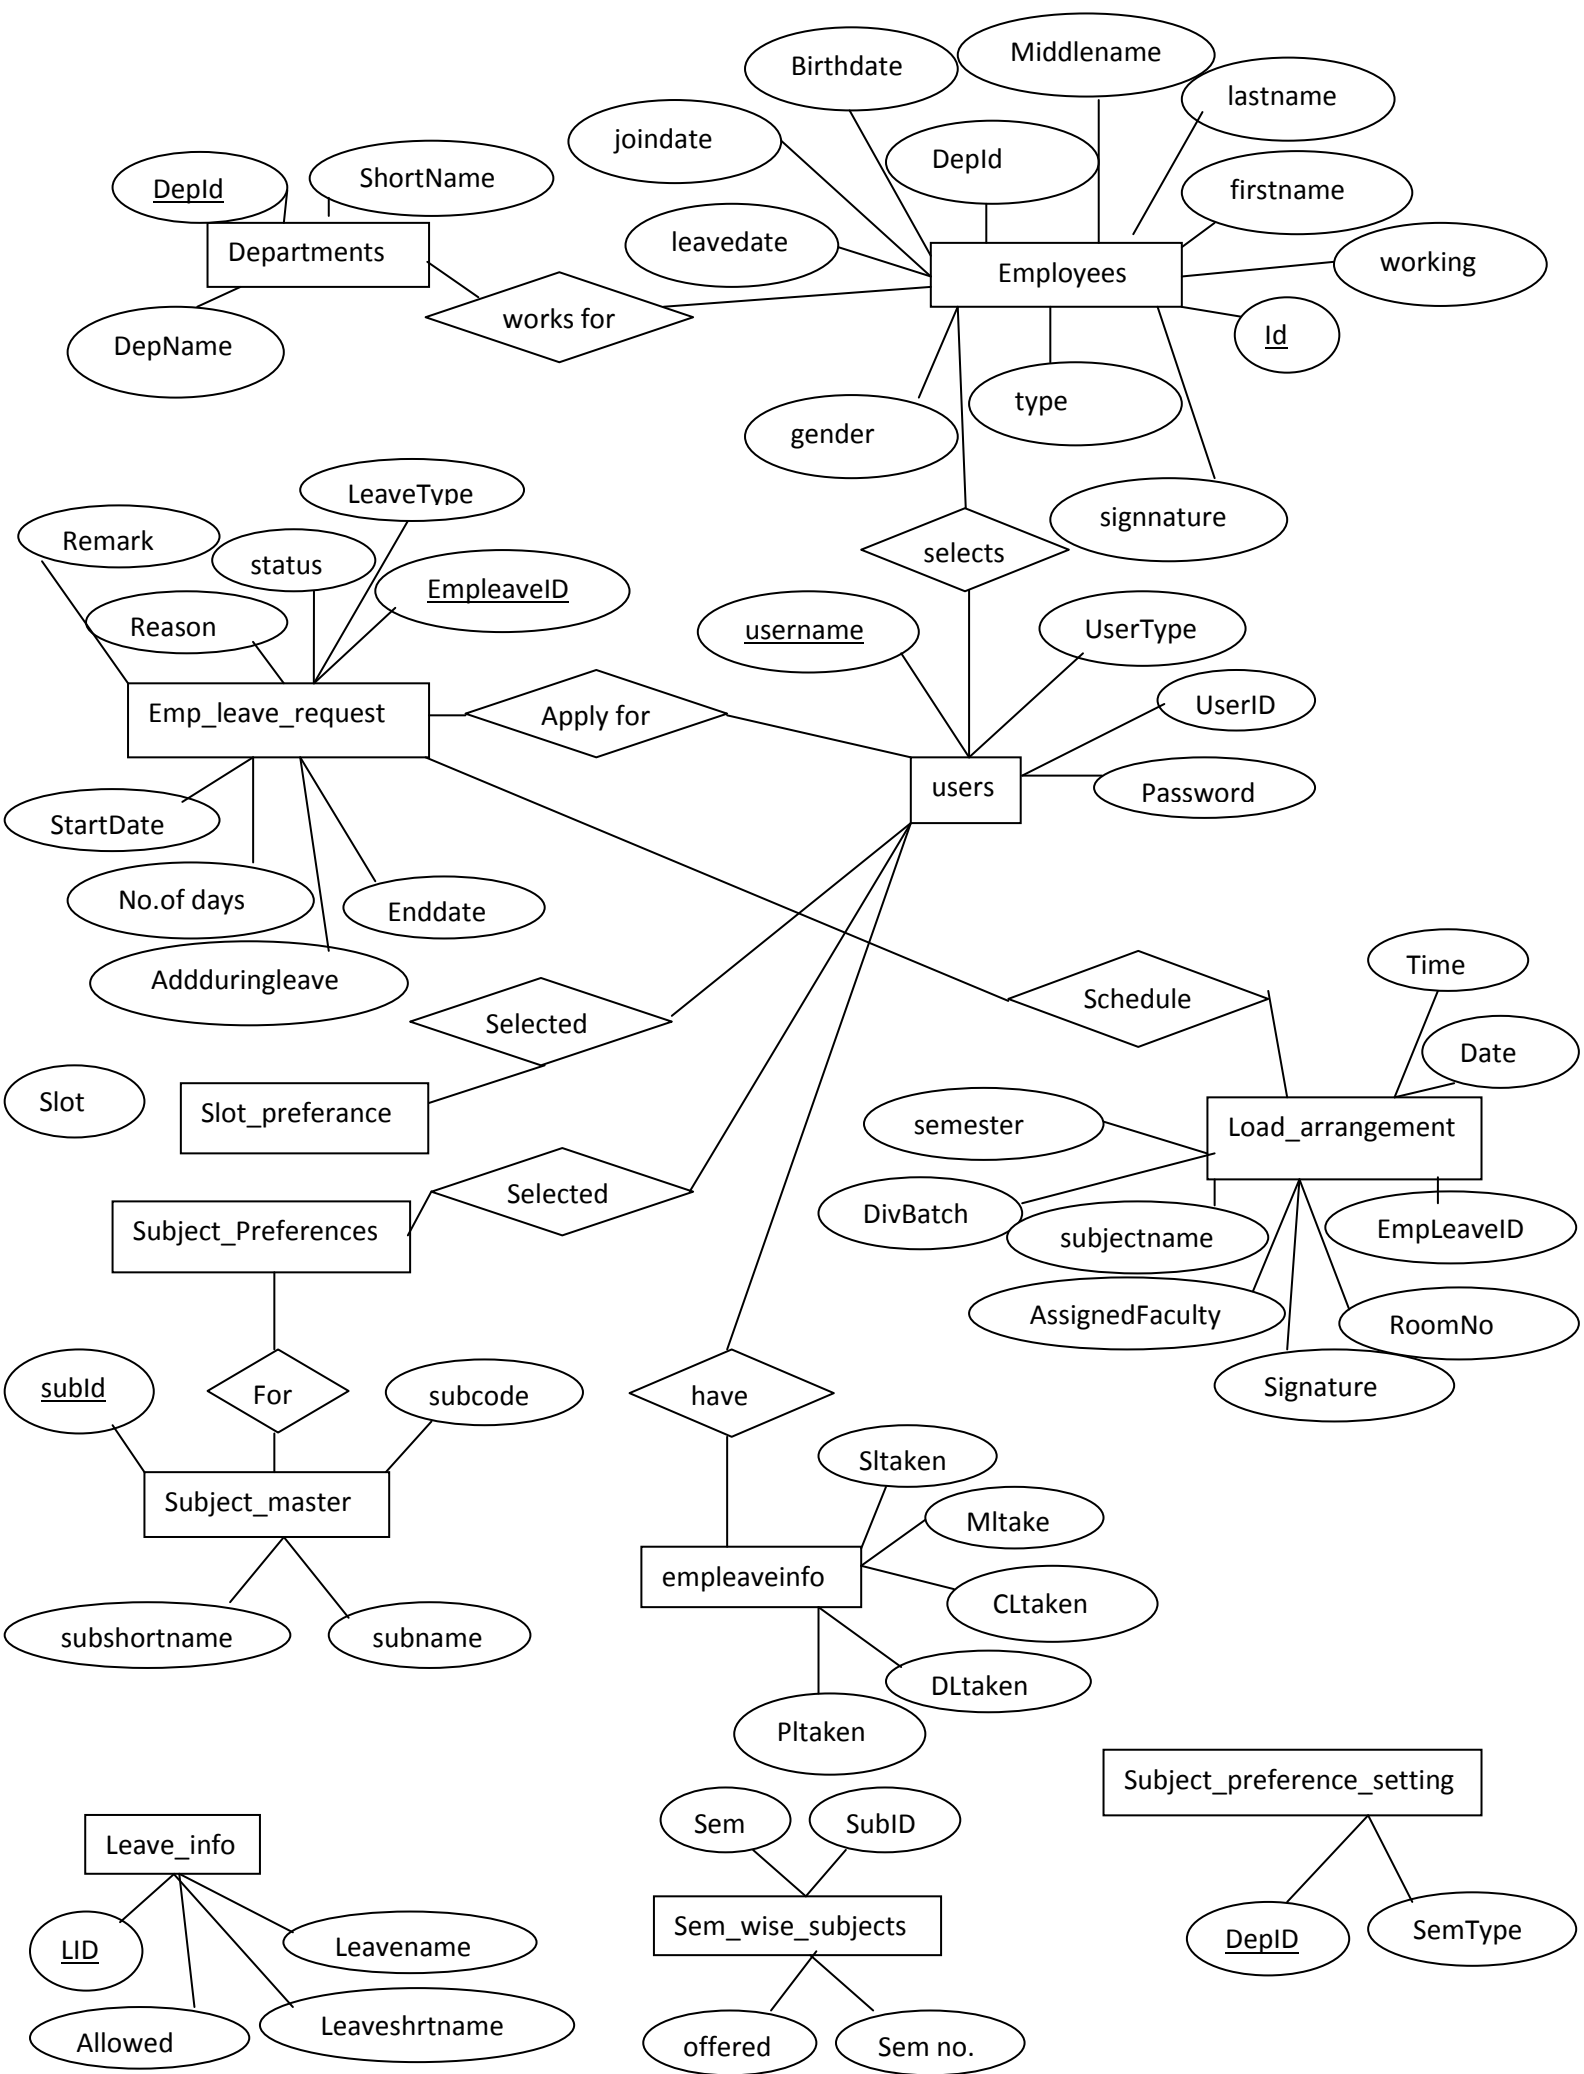 Middlename
Birthdate
lastname
joindate
DepId
ShortName
DepId
firstname
leavedate
Departments
working
Employees
works for
Id
DepName
type
gender
LeaveType
signnature
Remark
status
selects
EmpleaveID
Reason
username
UserType
UserID
Emp_leave_request
Apply for
users
Password
StartDate
No.of days
Enddate
Time
Addduringleave
Schedule
Selected
Date
Slot
Slot_preferance
semester
Load_arrangement
Selected
DivBatch
EmpLeaveID
Subject_Preferences
subjectname
AssignedFaculty
RoomNo
subId
For
subcode
have
Signature
Sltaken
Subject_master
Mltake
empleaveinfo
CLtaken
subshortname
subname
DLtaken
Pltaken
Subject_preference_setting
Sem
SubID
Leave_info
Sem_wise_subjects
SemType
DepID
LID
Leavename
Leaveshrtname
Allowed
offered
Sem no.